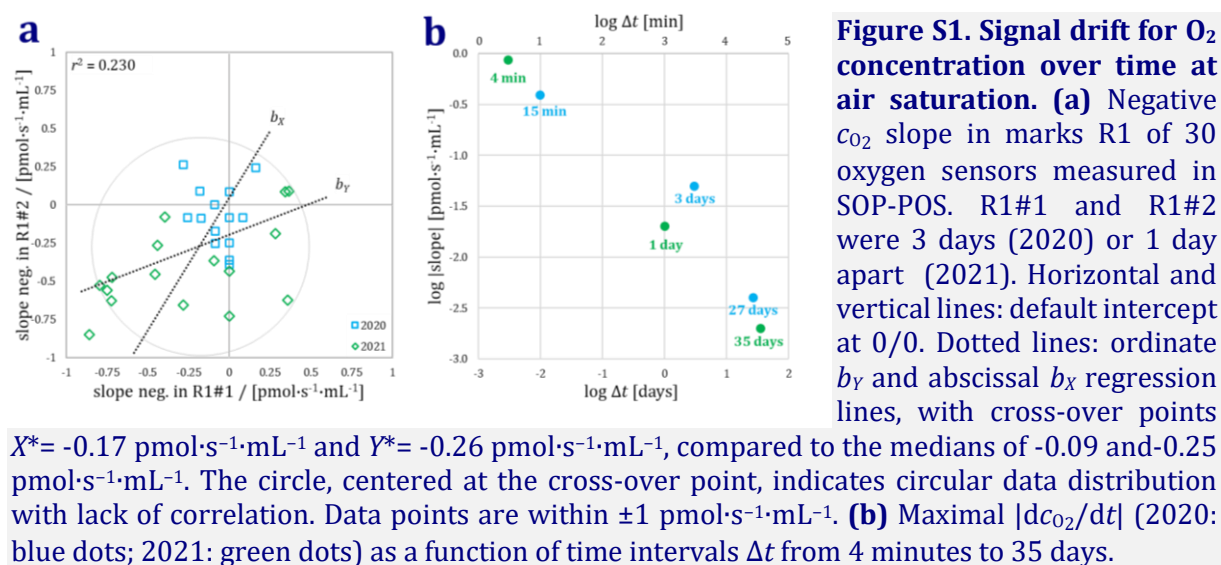 a
r² = 0.230
1
0.75
0.5
0.25
0
-0.25
-0.5
-0.75
-1
slope neg. in R1#2 / [pmol·s⁻¹·mL⁻¹]
bX
bY
2020
2021
-1 -0.75 -0.5 -0.25 0 0.25 0.5 0.75 1
slope neg. in R1#1 / [pmol·s⁻¹·mL⁻¹]
b
log Δt [min]
0 1 2 3 4 5
0.0
-0.5
-1.0
-1.5
-2.0
-2.5
-3.0
log |slope| [pmol·s⁻¹·mL⁻¹]
4 min
15 min
3 days
1 day
27 days
35 days
-3 -2 -1 0 1 2
log Δt [days]
Figure S1. Signal drift for O₂
concentration over time at
air saturation. (a) Negative
cO₂ slope in marks R1 of 30
oxygen sensors measured in
SOP-POS. R1#1 and R1#2
were 3 days (2020) or 1 day
apart (2021). Horizontal and
vertical lines: default intercept
at 0/0. Dotted lines: ordinate
bY and abscissal bX regression
lines, with cross-over points
X*= -0.17 pmol·s⁻¹·mL⁻¹ and Y*= -0.26 pmol·s⁻¹·mL⁻¹, compared to the medians of -0.09 and-0.25
pmol·s⁻¹·mL⁻¹. The circle, centered at the cross-over point, indicates circular data distribution
with lack of correlation. Data points are within ±1 pmol·s⁻¹·mL⁻¹. (b) Maximal |dcO₂/dt| (2020:
blue dots; 2021: green dots) as a function of time intervals Δt from 4 minutes to 35 days.